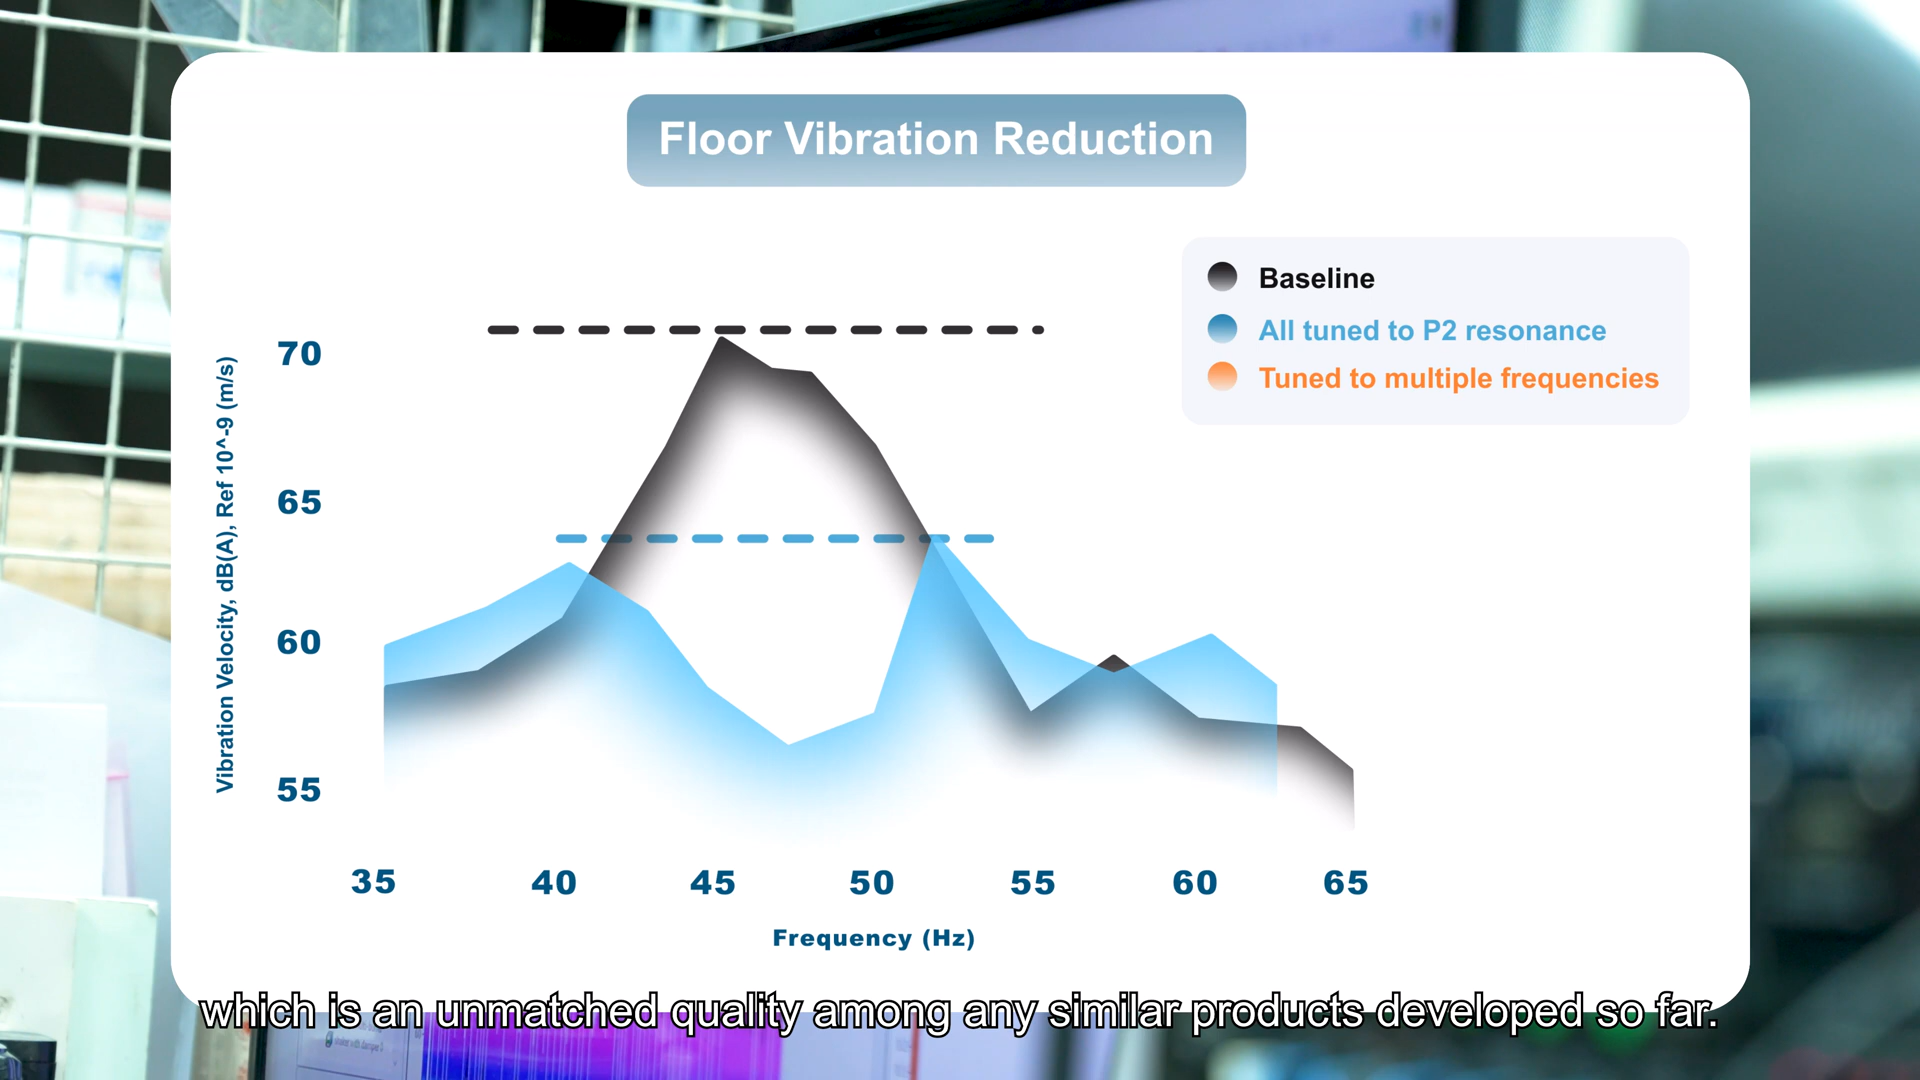 Floor Vibration Reduction
Baseline
All tuned to P2 resonance
Tuned to multiple frequencies
Vibration Velocity, dB(A), Ref 10^-9 (m/s)
70
65
60
55
35 40 45 50 55 60 65
Frequency (Hz)
which is an unmatched quality among any similar products developed so far.